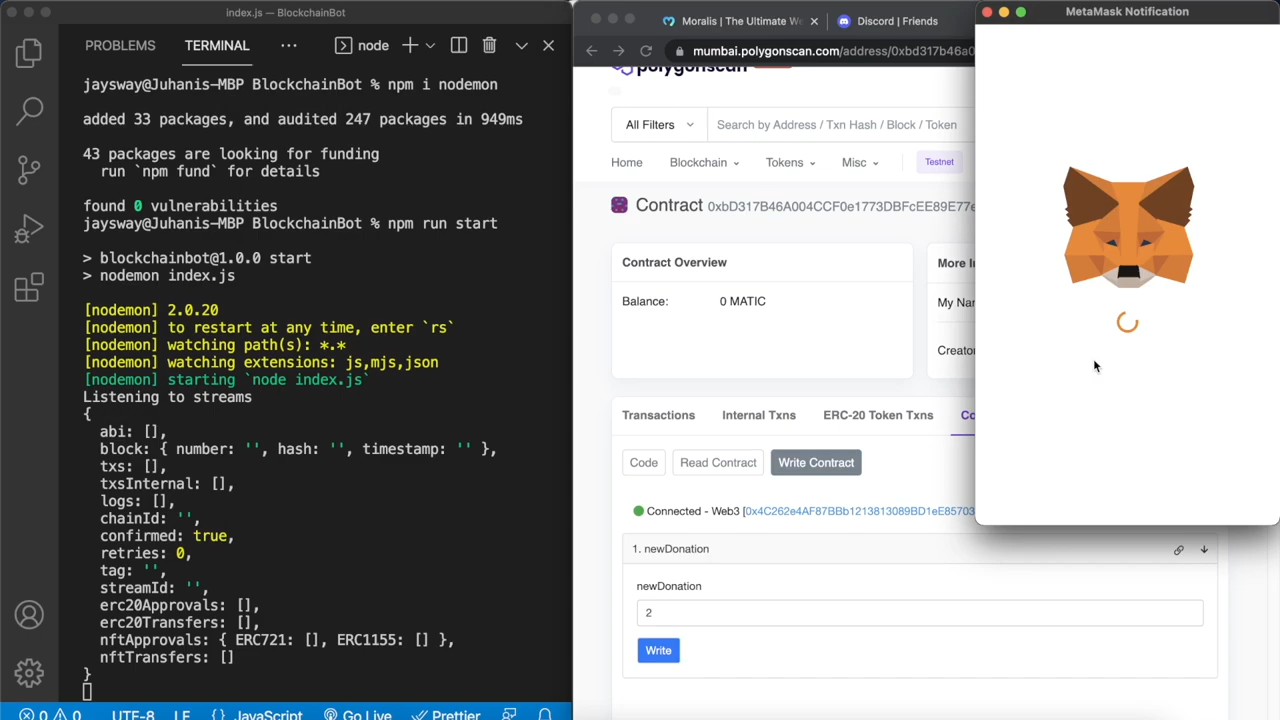 index.js — BlockchainBot
PROBLEMS
TERMINAL
node
jaysway@Juhanis-MBP BlockchainBot % npm i nodemon
added 33 packages, and audited 247 packages in 949ms
43 packages are looking for funding
run `npm fund` for details
found 0 vulnerabilities
jaysway@Juhanis-MBP BlockchainBot % npm run start
> blockchainbot@1.0.0 start
> nodemon index.js
[nodemon] 2.0.20
[nodemon] to restart at any time, enter `rs`
[nodemon] watching path(s): *.*
[nodemon] watching extensions: js,mjs,json
[nodemon] starting `node index.js`
Listening to streams
{
abi: [],
block: { number: '', hash: '', timestamp: '' },
txs: [],
txsInternal: [],
logs: [],
chainId: '',
confirmed: true,
retries: 0,
tag: '',
streamId: '',
erc20Approvals: [],
erc20Transfers: [],
nftApprovals: { ERC721: [], ERC1155: [] },
nftTransfers: []
}
0 0 UTF-8 LF {} JavaScript Go Live Prettier
Moralis | The Ultimate We
Discord | Friends
mumbai.polygonscan.com/address/0xbd317b46a0
polygonscan
All Filters
Search by Address / Txn Hash / Block / Token
Home
Blockchain
Tokens
Misc
Testnet
Contract 0xbD317B46A004CCF0e1773DBFcEE89E77e
Contract Overview
Balance:
0 MATIC
More In
My Nam
Creator
Transactions
Internal Txns
ERC-20 Token Txns
Co
Code
Read Contract
Write Contract
Connected - Web3 [0x4C262e4AF87BBb1213813089BD1eE85703
1. newDonation
newDonation
2
Write
MetaMask Notification